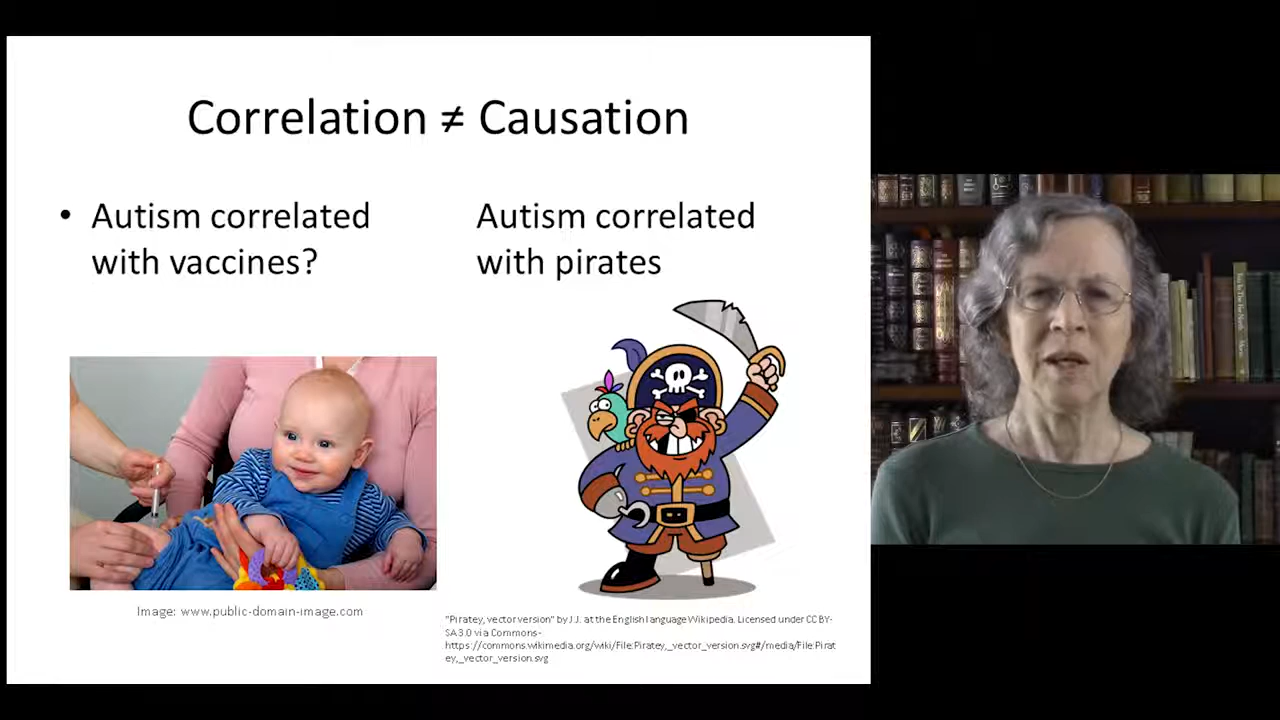 Correlation ≠ Causation
• Autism correlated
with vaccines?
Autism correlated
with pirates
Image: www.public-domain-image.com
"Piratey, vector version" by J.J. at the English language Wikipedia. Licensed under CC BY-
SA 3.0 via Commons-
https://commons.wikimedia.org/wiki/File:Piratey,_vector_version.svg#/media/File:Pirat
ey,_vector_version.svg